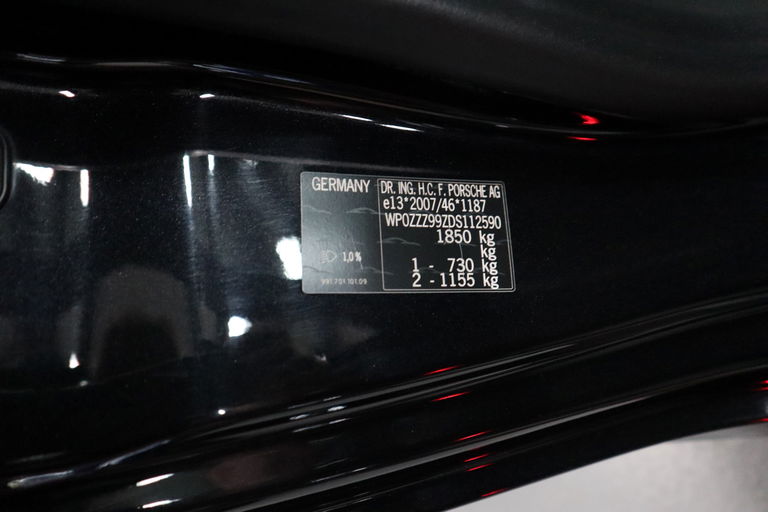 GERMANY
DR. ING. H.C. F. PORSCHE AG
e13*2007/46*1187
WP0ZZZ99ZDS112590
1850 kg
kg
1,0%
1 - 730 kg
2 - 1155 kg
991.701.101.09